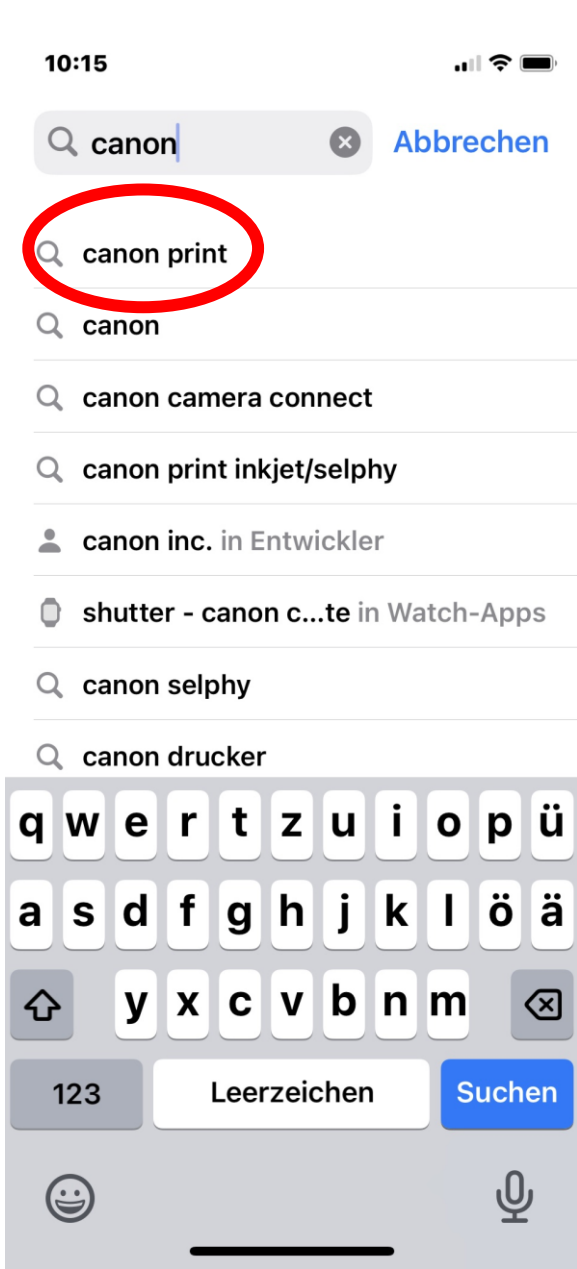 10:15
canon Abbrechen
canon print
canon
canon camera connect
canon print inkjet/selphy
canon inc. in Entwickler
shutter - canon c...te in Watch-Apps
canon selphy
canon drucker
q w e r t z u i o p ü
a s d f g h j k l ö ä
y x c v b n m
123 Leerzeichen Suchen